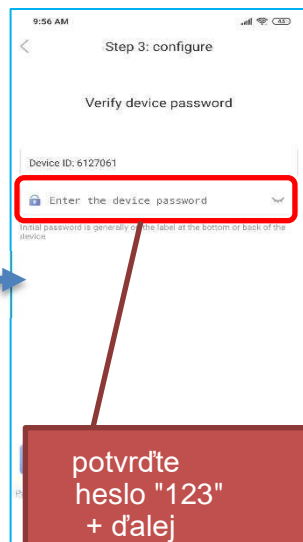 9:56 AM
Step 3: configure
Verify device password
Device ID: 6127061
Enter the device password
Initial password is generally on the label at the bottom or back of the
device
potvrďte
heslo "123"
+ ďalej